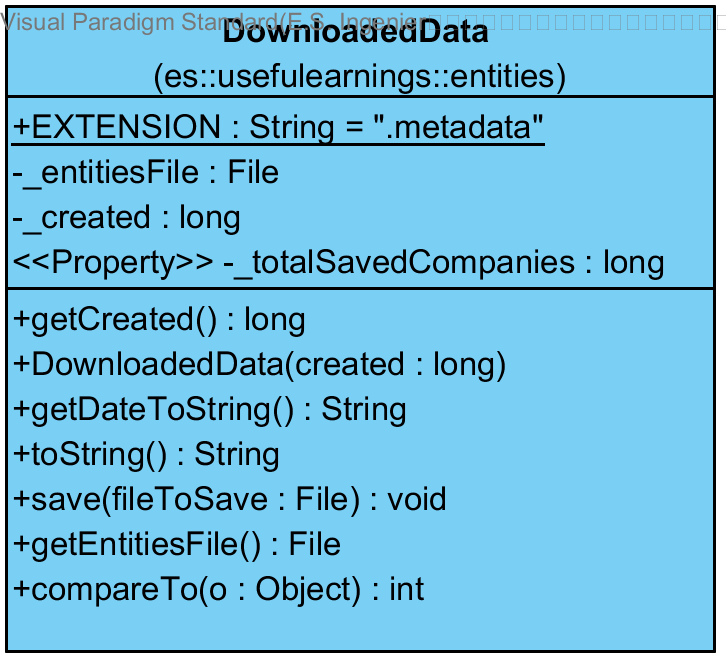 Visual Paradigm Standard(E.S. Ingenier
DownloadedData
(es::usefulearnings::entities)
+EXTENSION : String = ".metadata"
-_entitiesFile : File
-_created : long
<<Property>> -_totalSavedCompanies : long
+getCreated() : long
+DownloadedData(created : long)
+getDateToString() : String
+toString() : String
+save(fileToSave : File) : void
+getEntitiesFile() : File
+compareTo(o : Object) : int